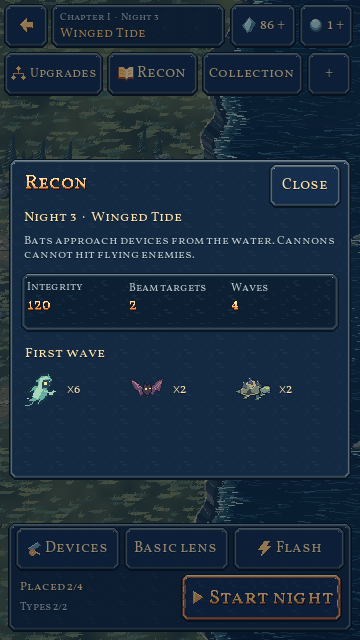 Chapter I · Night 3
Winged Tide
86 +
1 +
Upgrades
Recon
Collection
+
Recon
Close
Night 3 · Winged Tide
Bats approach devices from the water. Cannons
cannot hit flying enemies.
Integrity
Beam targets
Waves
120
2
4
First wave
x6
x2
x2
Devices
Basic lens
Flash
Placed 2/4
Types 2/2
Start night